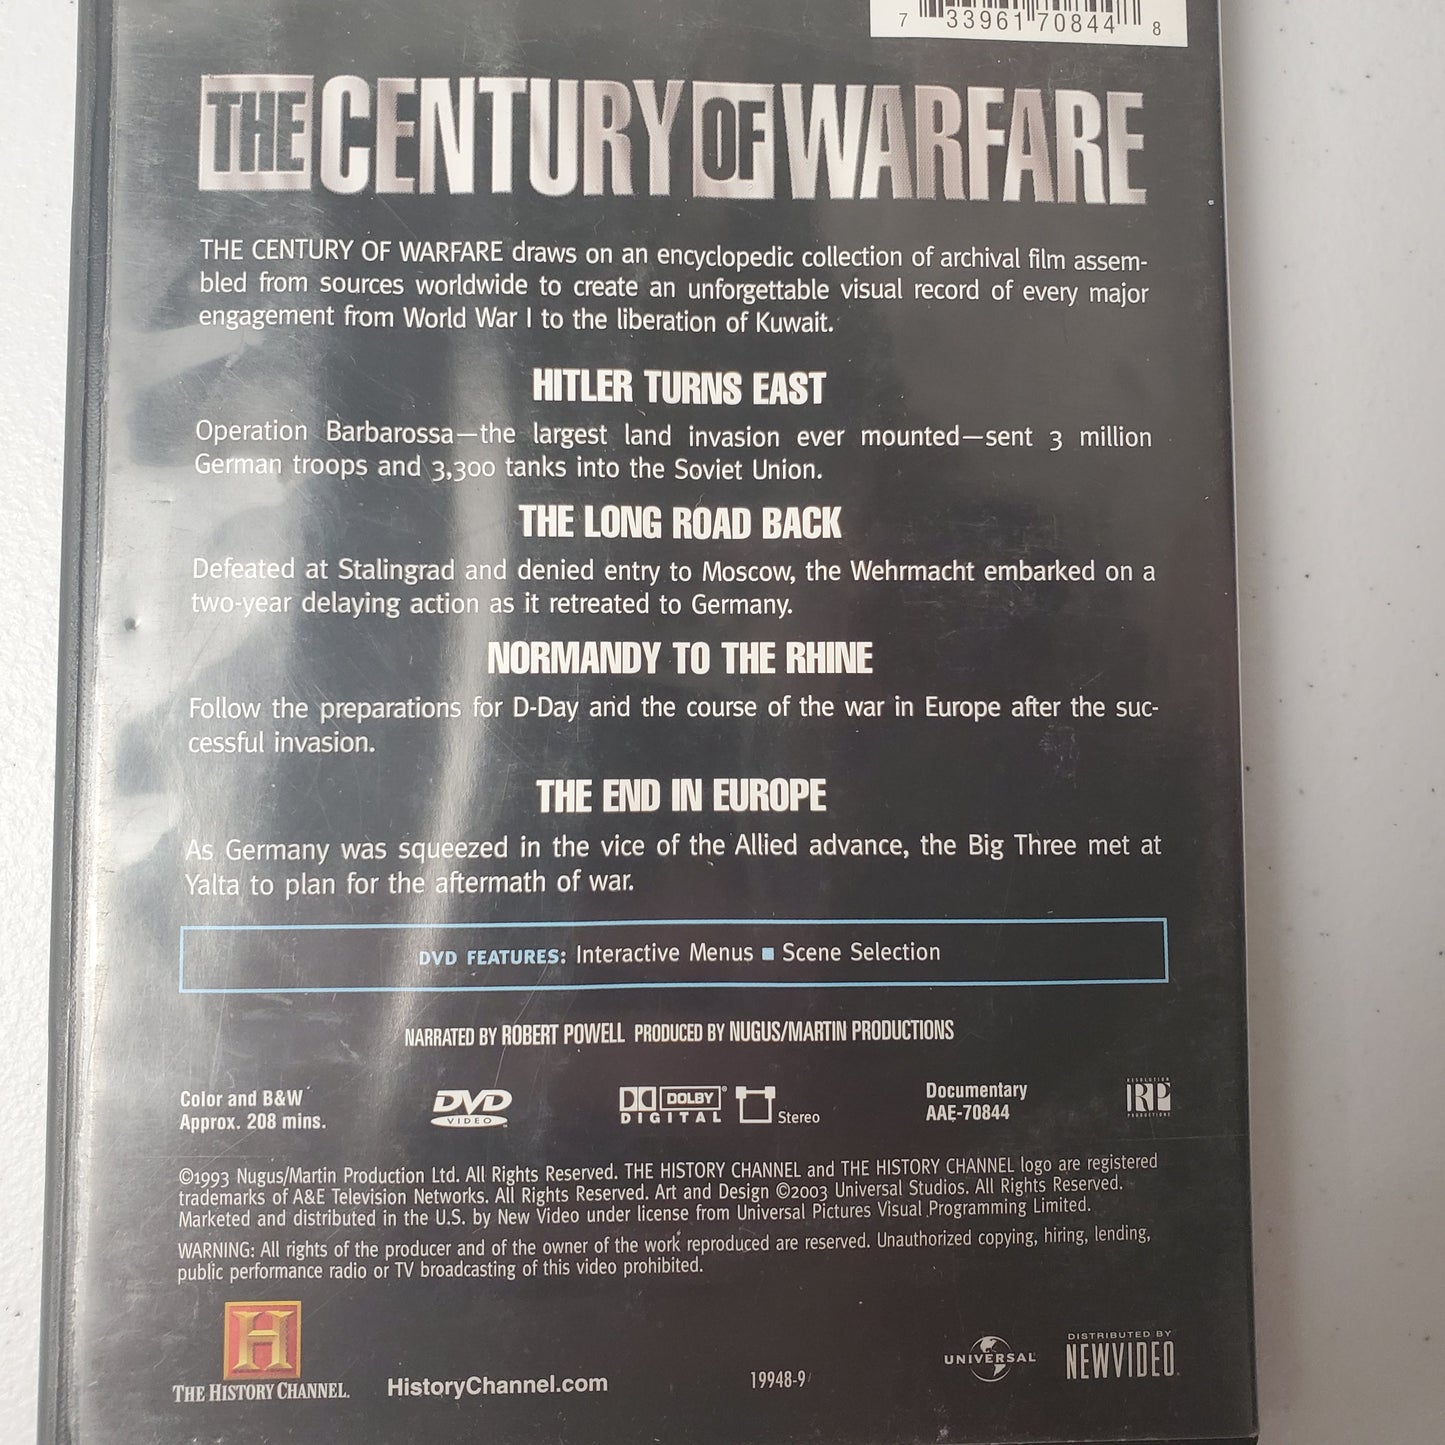 7 33961 70844 8
THE CENTURY OF WARFARE
THE CENTURY OF WARFARE draws on an encyclopedic collection of archival film assem-
bled from sources worldwide to create an unforgettable visual record of every major
engagement from World War I to the liberation of Kuwait.
HITLER TURNS EAST
Operation Barbarossa—the largest land invasion ever mounted—sent 3 million
German troops and 3,300 tanks into the Soviet Union.
THE LONG ROAD BACK
Defeated at Stalingrad and denied entry to Moscow, the Wehrmacht embarked on a
two-year delaying action as it retreated to Germany.
NORMANDY TO THE RHINE
Follow the preparations for D-Day and the course of the war in Europe after the suc-
cessful invasion.
THE END IN EUROPE
As Germany was squeezed in the vice of the Allied advance, the Big Three met at
Yalta to plan for the aftermath of war.
DVD FEATURES: Interactive Menus ■ Scene Selection
NARRATED BY ROBERT POWELL PRODUCED BY NUGUS/MARTIN PRODUCTIONS
Color and B&W
Approx. 208 mins.
DVD
VIDEO
DOLBY
DIGITAL
Stereo
Documentary
AAE-70844
RESOLUTION
RP
PRODUCTIONS
©1993 Nugus/Martin Production Ltd. All Rights Reserved. THE HISTORY CHANNEL and THE HISTORY CHANNEL logo are registered
trademarks of A&E Television Networks. All Rights Reserved. Art and Design ©2003 Universal Studios. All Rights Reserved.
Marketed and distributed in the U.S. by New Video under license from Universal Pictures Visual Programming Limited.
WARNING: All rights of the producer and of the owner of the work reproduced are reserved. Unauthorized copying, hiring, lending,
public performance radio or TV broadcasting of this video prohibited.
H
THE HISTORY CHANNEL.
HistoryChannel.com
19948-9
UNIVERSAL
DISTRIBUTED BY
NEWVIDEO